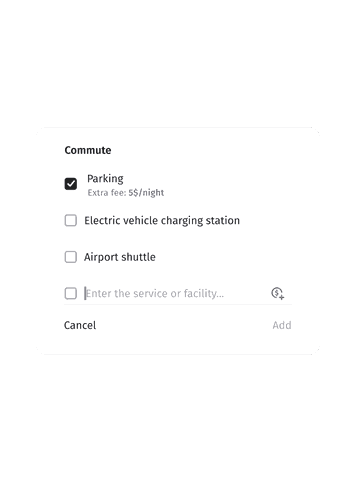 Commute
Parking
Extra fee: 5$/night
Electric vehicle charging station
Airport shuttle
Enter the service or facility...
$+
Cancel
Add